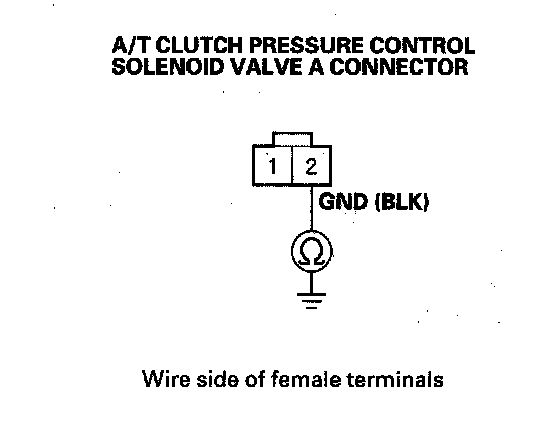 A/T CLUTCH PRESSURE CONTROL
SOLENOID VALVE A CONNECTOR
1 2
GND (BLK)
Ω
Wire side of female terminals